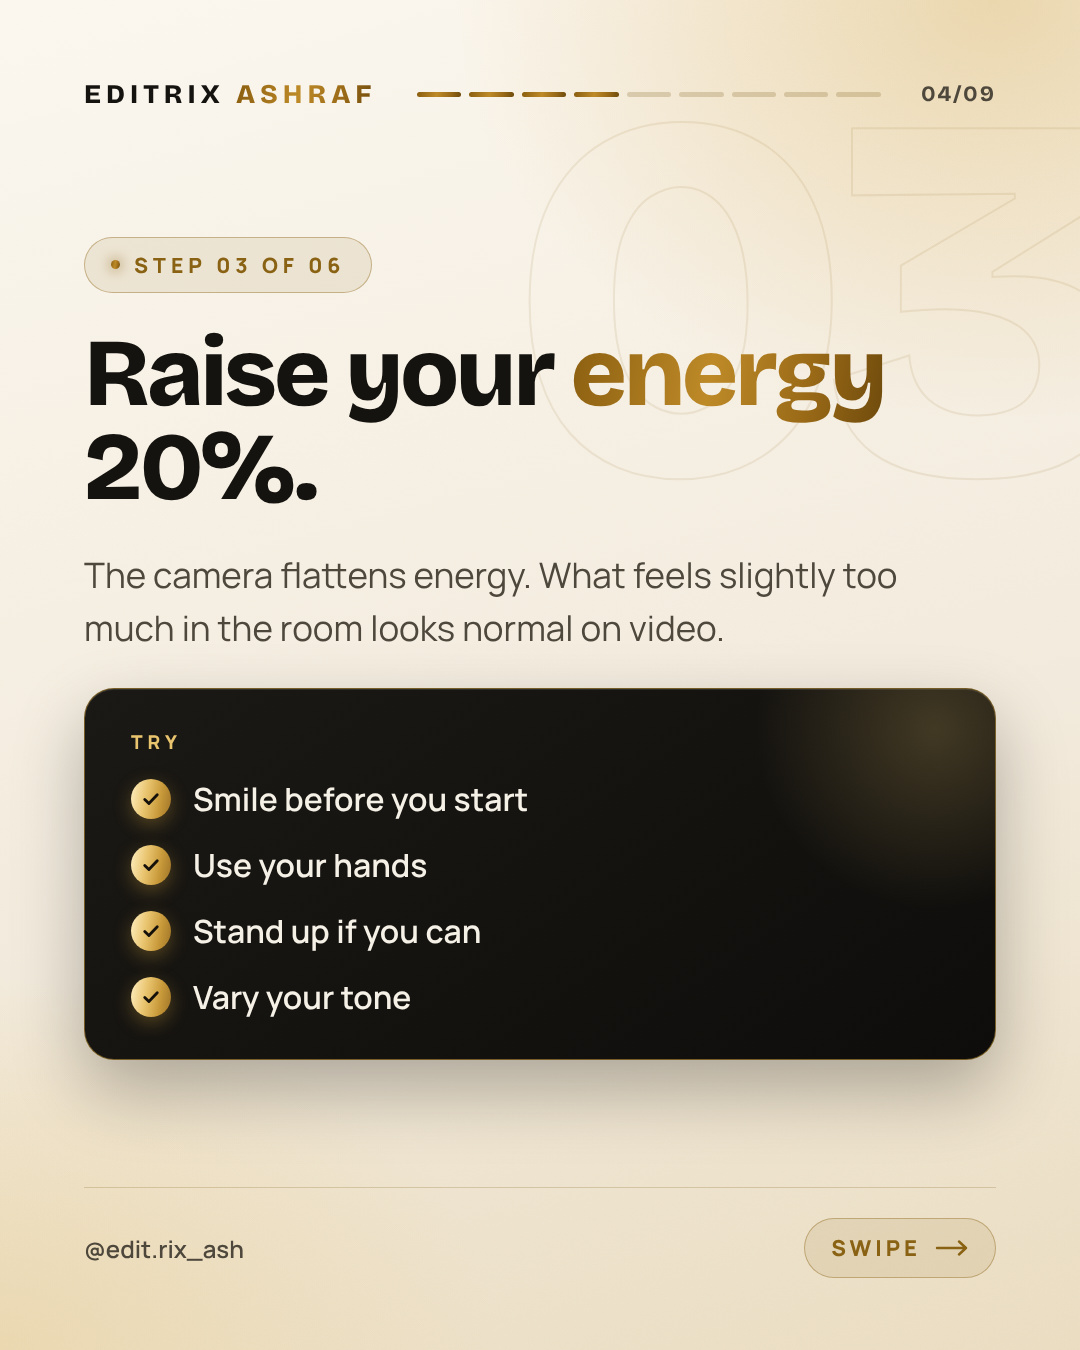 EDITRIX ASHRAF
04/09
03
STEP 03 OF 06
Raise your energy
20%.
The camera flattens energy. What feels slightly too
much in the room looks normal on video.
TRY
Smile before you start
Use your hands
Stand up if you can
Vary your tone
@edit.rix_ash
SWIPE →